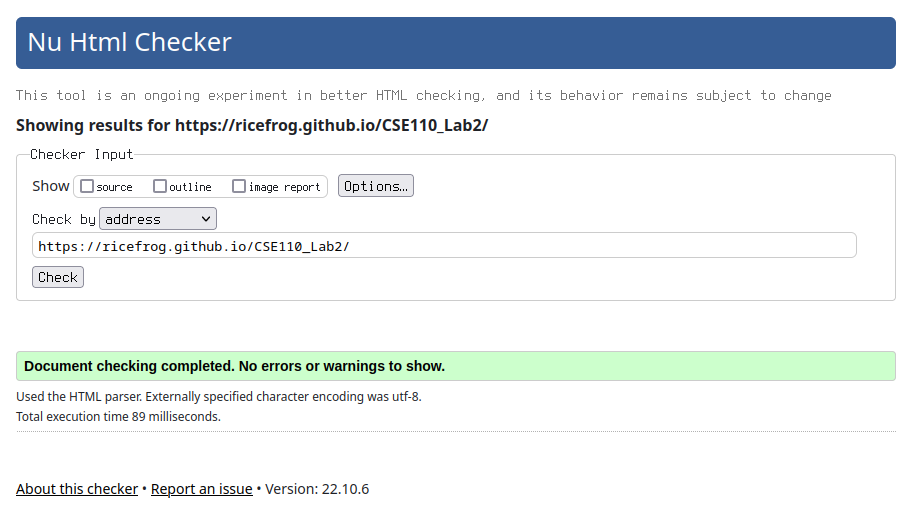 Nu Html Checker
This tool is an ongoing experiment in better HTML checking, and its behavior remains subject to change
Showing results for https://ricefrog.github.io/CSE110_Lab2/
Checker Input
Show source outline image report Options...
Check by address
https://ricefrog.github.io/CSE110_Lab2/
Check
Document checking completed. No errors or warnings to show.
Used the HTML parser. Externally specified character encoding was utf-8.
Total execution time 89 milliseconds.
About this checker • Report an issue • Version: 22.10.6